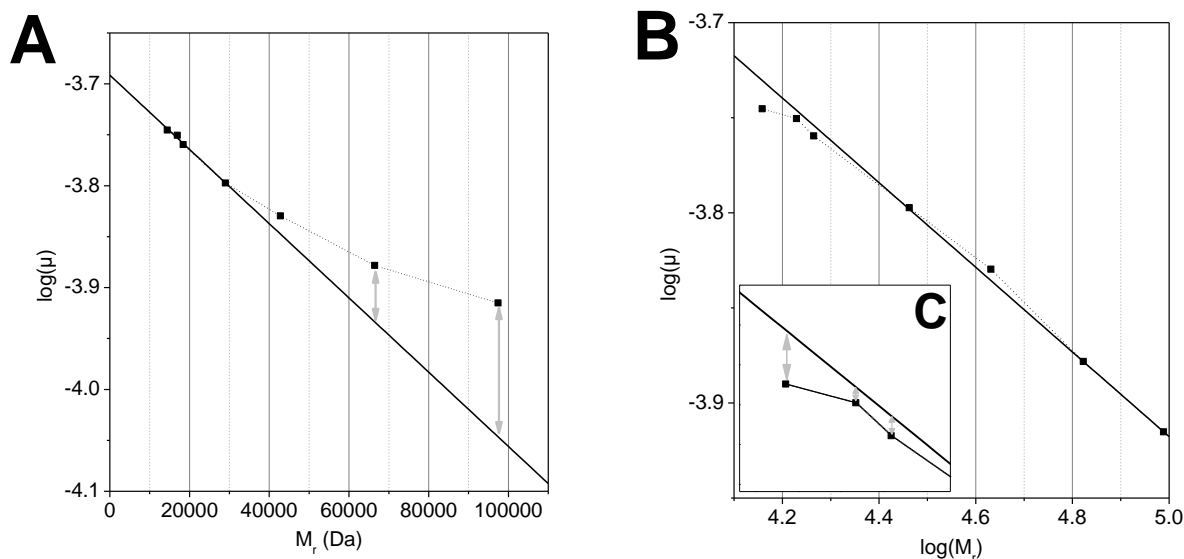 A
-3.7
-3.8
-3.9
-4.0
-4.1
log(μ)
0 20000 40000 60000 80000 100000
Mr (Da)
B
-3.7
-3.8
-3.9
log(μ)
C
4.2 4.4 4.6 4.8 5.0
log(Mr)